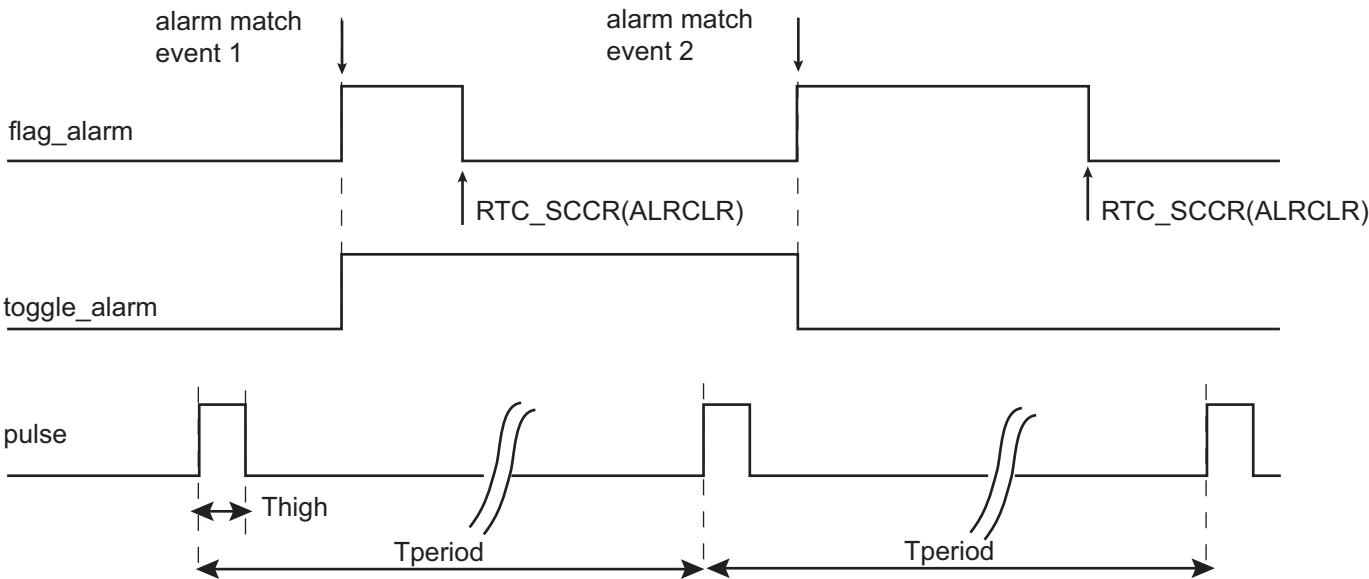 alarm match
event 1
alarm match
event 2
flag_alarm
RTC_SCCR(ALRCLR)
RTC_SCCR(ALRCLR)
toggle_alarm
pulse
Thigh
Tperiod
Tperiod